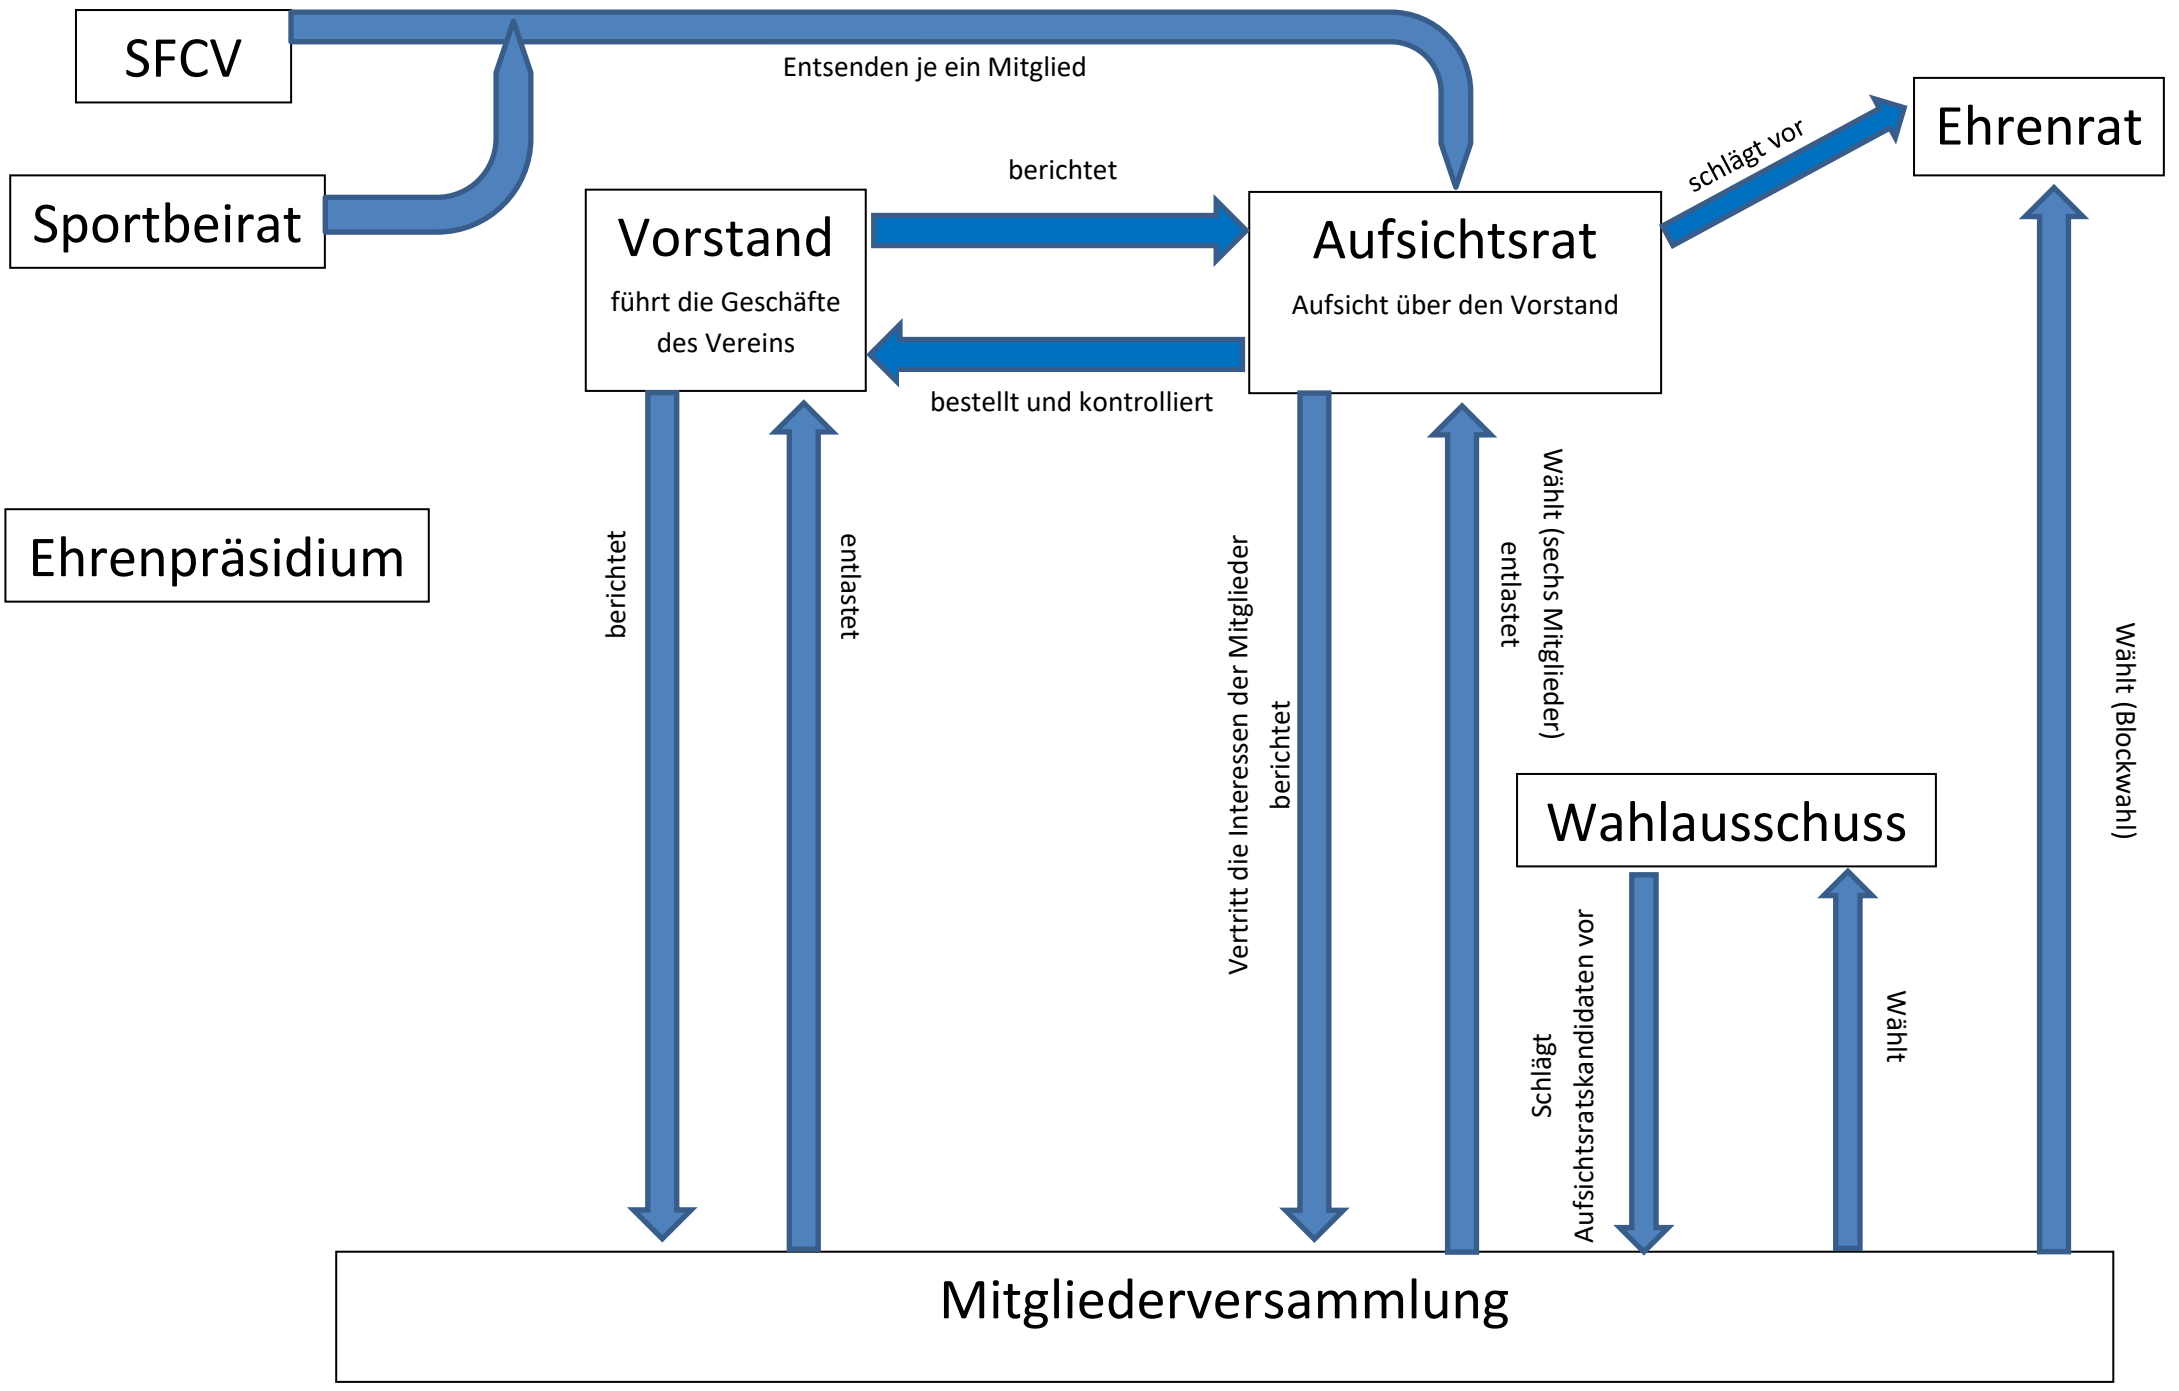 SFCV
Entsenden je ein Mitglied
Ehrenrat
schlägt vor
berichtet
Sportbeirat
Vorstand
führt die Geschäfte
des Vereins
Aufsichtsrat
Aufsicht über den Vorstand
bestellt und kontrolliert
Ehrenpräsidium
berichtet
entlastet
Vertritt die Interessen der Mitglieder
berichtet
Wählt (sechs Mitglieder)
entlastet
Wählt (Blockwahl)
Wahlausschuss
Schlägt
Aufsichtsratskandidaten vor
Wählt
Mitgliederversammlung